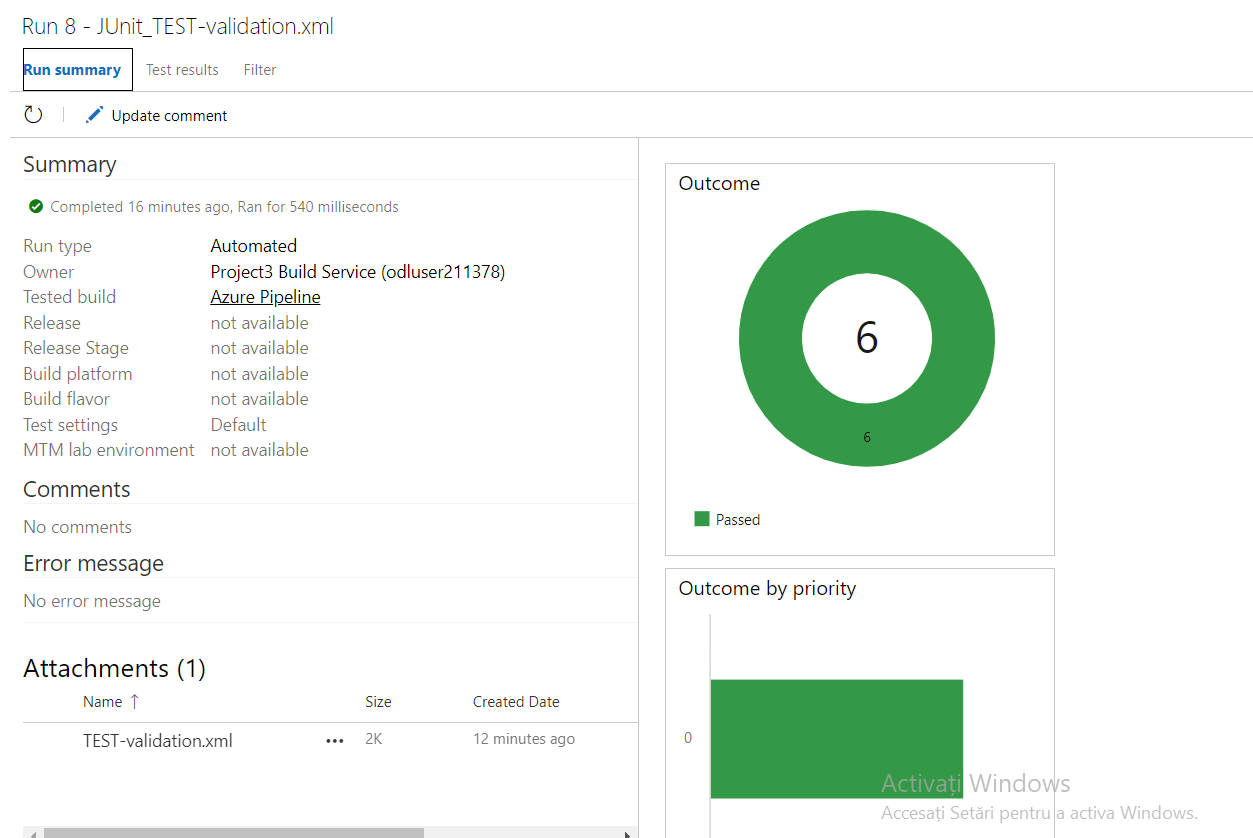 Run 8 - JUnit_TEST-validation.xml
Run summary Test results Filter
Update comment
Summary
Completed 16 minutes ago, Ran for 540 milliseconds
Run type Automated
Owner Project3 Build Service (odluser211378)
Tested build Azure Pipeline
Release not available
Release Stage not available
Build platform not available
Build flavor not available
Test settings Default
MTM lab environment not available
Comments
No comments
Error message
No error message
Attachments (1)
Name ↑ Size Created Date
TEST-validation.xml ••• 2K 12 minutes ago
Outcome
6
6
Passed
Outcome by priority
0
Activați Windows
Accesați Setări pentru a activa Windows.